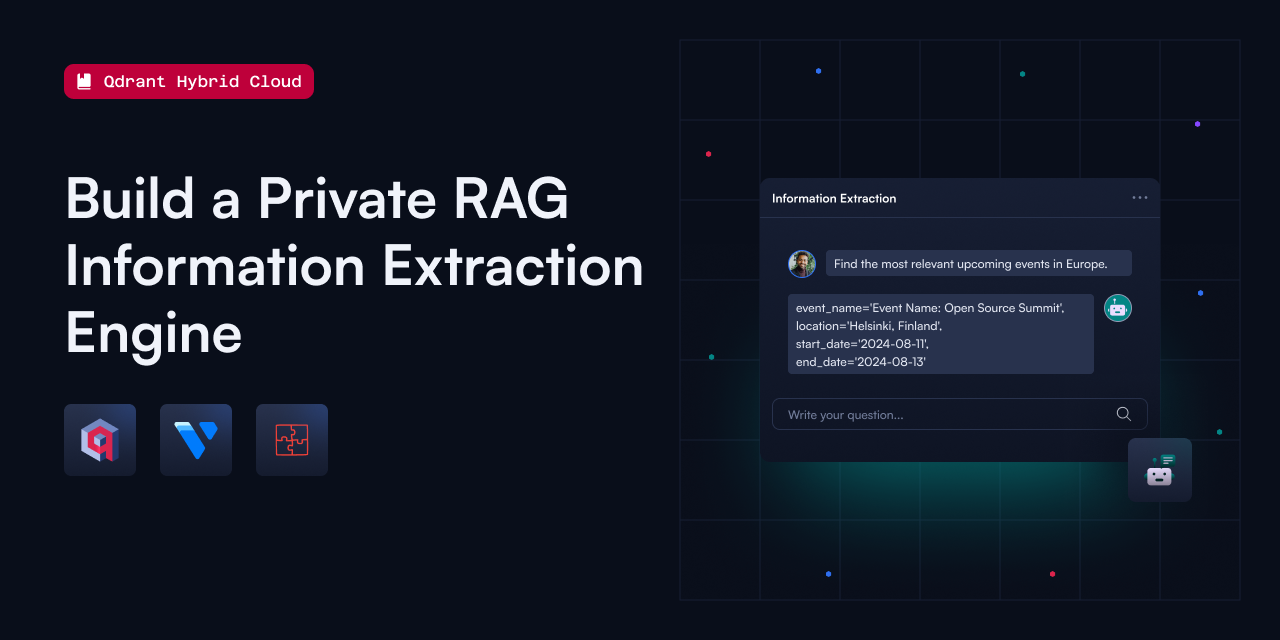 Qdrant Hybrid Cloud
Build a Private RAG
Information Extraction
Engine
Information Extraction
Find the most relevant upcoming events in Europe.
event_name='Event Name: Open Source Summit',
location='Helsinki, Finland',
start_date='2024-08-11',
end_date='2024-08-13'
Write your question...